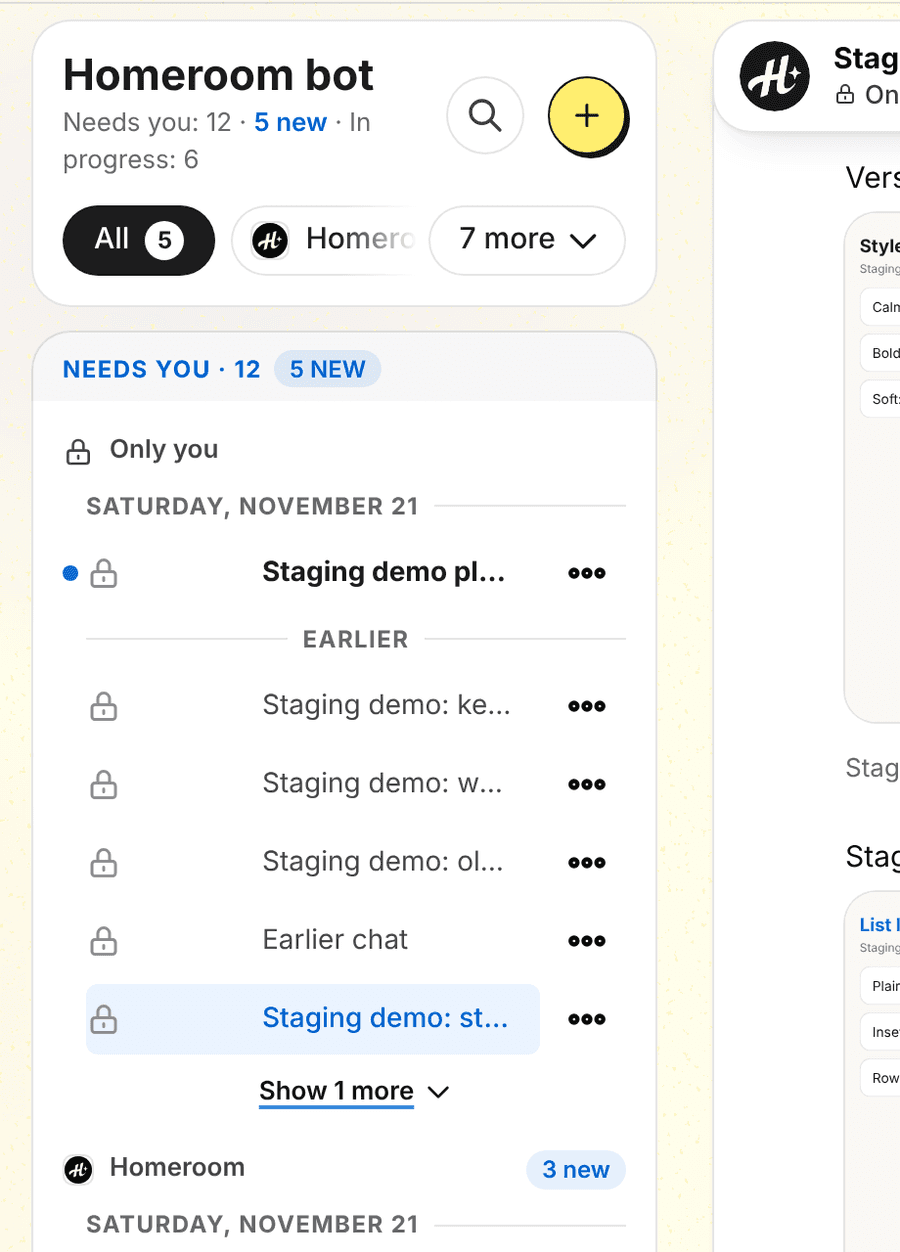 Homeroom bot
Needs you: 12 · 5 new · In
progress: 6
All 5
Homero
7 more
NEEDS YOU · 12 5 NEW
Only you
SATURDAY, NOVEMBER 21
Staging demo pl...
EARLIER
Staging demo: ke...
Staging demo: w...
Staging demo: ol...
Earlier chat
Staging demo: st...
Show 1 more
Homeroom 3 new
SATURDAY, NOVEMBER 21
Stag
On
Vers
Style
Staging
Calm
Bold
Soft:
Stag
Stag
List l
Staging
Plain
Inse
Row